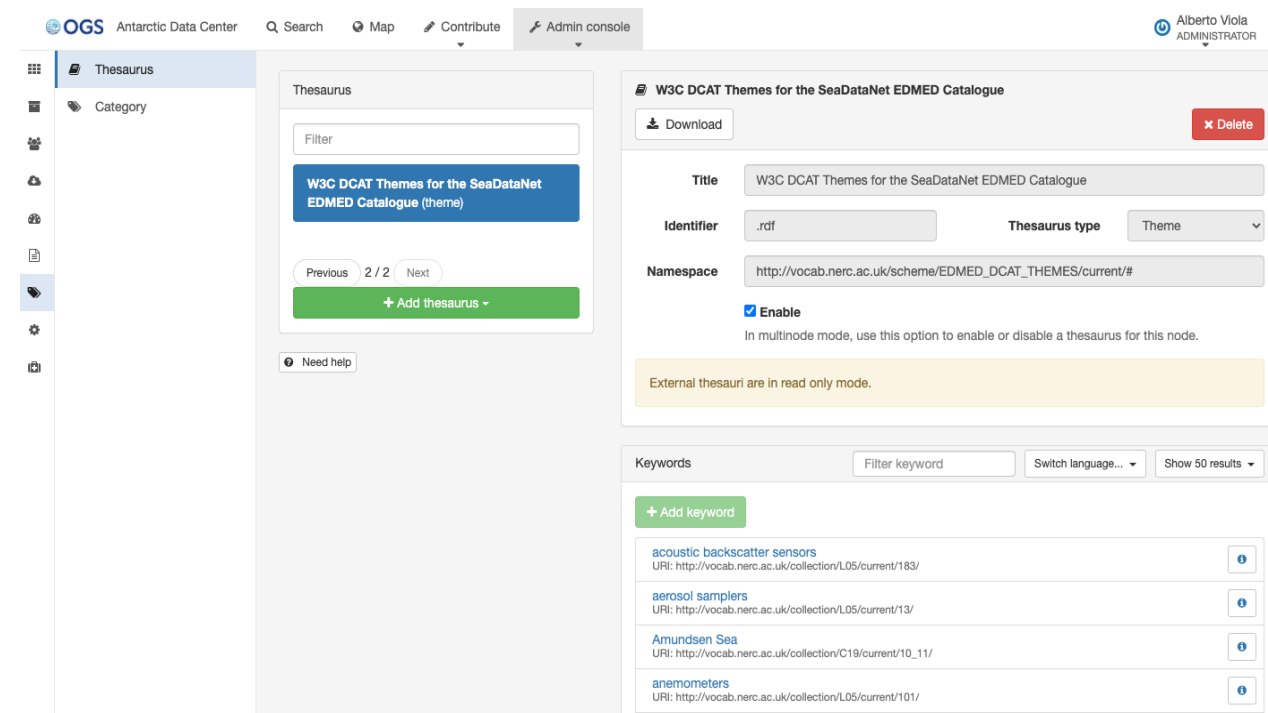 OGS Antarctic Data Center Search Map Contribute Admin console Alberto Viola
ADMINISTRATOR
Thesaurus
Category
Thesaurus
Filter
W3C DCAT Themes for the SeaDataNet
EDMED Catalogue (theme)
Previous 2 / 2 Next
+ Add thesaurus
Need help
W3C DCAT Themes for the SeaDataNet EDMED Catalogue
Download
× Delete
Title W3C DCAT Themes for the SeaDataNet EDMED Catalogue
Identifier .rdf Thesaurus type Theme
Namespace http://vocab.nerc.ac.uk/scheme/EDMED_DCAT_THEMES/current/#
Enable
In multinode mode, use this option to enable or disable a thesaurus for this node.
External thesauri are in read only mode.
Keywords Filter keyword Switch language... Show 50 results
+ Add keyword
acoustic backscatter sensors
URI: http://vocab.nerc.ac.uk/collection/L05/current/183/
aerosol samplers
URI: http://vocab.nerc.ac.uk/collection/L05/current/13/
Amundsen Sea
URI: http://vocab.nerc.ac.uk/collection/C19/current/10_11/
anemometers
URI: http://vocab.nerc.ac.uk/collection/L05/current/101/